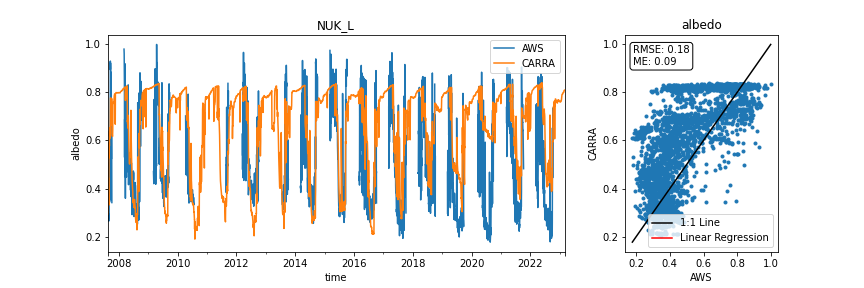 NUK_L
1.0
0.8
0.6
0.4
0.2
albedo
AWS
CARRA
2008 2010 2012 2014 2016 2018 2020 2022
time
albedo
RMSE: 0.18
ME: 0.09
1.0
0.8
0.6
0.4
0.2
CARRA
1:1 Line
Linear Regression
0.2 0.4 0.6 0.8 1.0
AWS